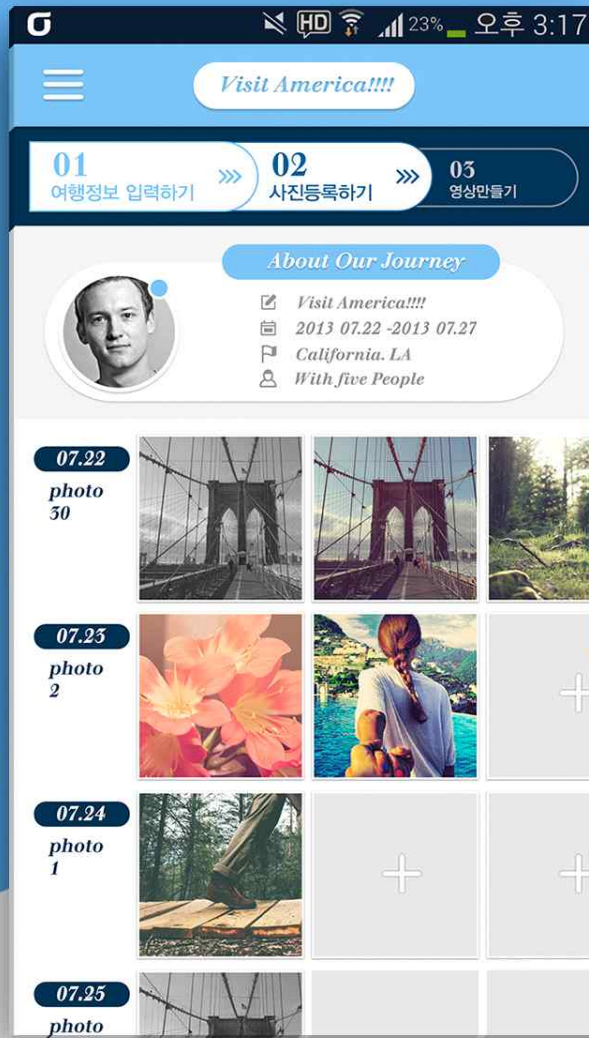 HD 23% 오후 3:17
Visit America!!!!
01
여행정보 입력하기
02
사진등록하기
03
영상만들기
About Our Journey
Visit America!!!!
2013 07.22 -2013 07.27
California. LA
With five People
07.22
photo
30
07.23
photo
2
07.24
photo
1
07.25
photo